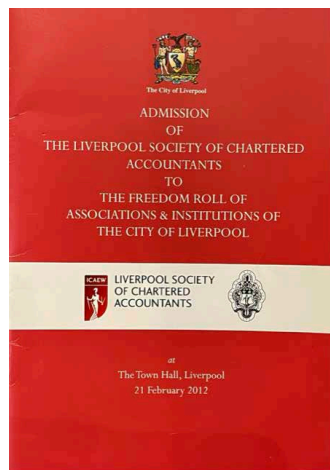 The City of Liverpool
ADMISSION
OF
THE LIVERPOOL SOCIETY OF CHARTERED
ACCOUNTANTS
TO
THE FREEDOM ROLL OF
ASSOCIATIONS & INSTITUTIONS OF
THE CITY OF LIVERPOOL
ICAEW
LIVERPOOL SOCIETY
OF CHARTERED
ACCOUNTANTS
at
The Town Hall, Liverpool
21 February 2012